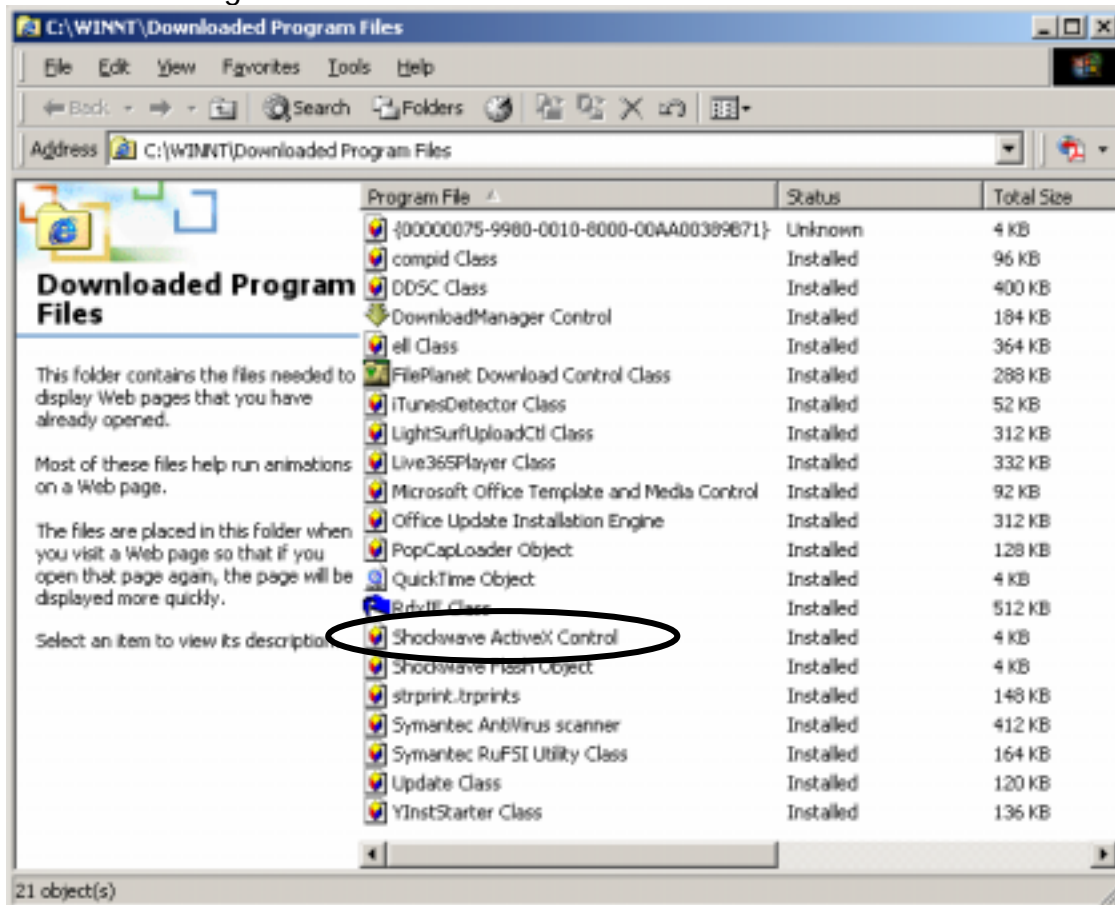 C:\WINNT\Downloaded Program Files
File Edit View Favorites Tools Help
Back Search Folders
Address C:\WINNT\Downloaded Program Files
Downloaded Program
Files
This folder contains the files needed to
display Web pages that you have
already opened.
Most of these files help run animations
on a Web page.
The files are placed in this folder when
you visit a Web page so that if you
open that page again, the page will be
displayed more quickly.
Select an item to view its description.
Program File Status Total Size
{00000075-9980-0010-8000-00AA00389B71} Unknown 4 KB
compid Class Installed 96 KB
DDSC Class Installed 400 KB
DownloadManager Control Installed 184 KB
ell Class Installed 364 KB
FilePlanet Download Control Class Installed 288 KB
iTunesDetector Class Installed 52 KB
LightSurfUploadCtl Class Installed 312 KB
Live365Player Class Installed 332 KB
Microsoft Office Template and Media Control Installed 92 KB
Office Update Installation Engine Installed 312 KB
PopCapLoader Object Installed 128 KB
QuickTime Object Installed 4 KB
RdxIE Class Installed 512 KB
Shockwave ActiveX Control Installed 4 KB
Shockwave Flash Object Installed 4 KB
strprint.trprints Installed 148 KB
Symantec AntiVirus scanner Installed 412 KB
Symantec RuFSI Utility Class Installed 164 KB
Update Class Installed 120 KB
YInstStarter Class Installed 136 KB
21 object(s)